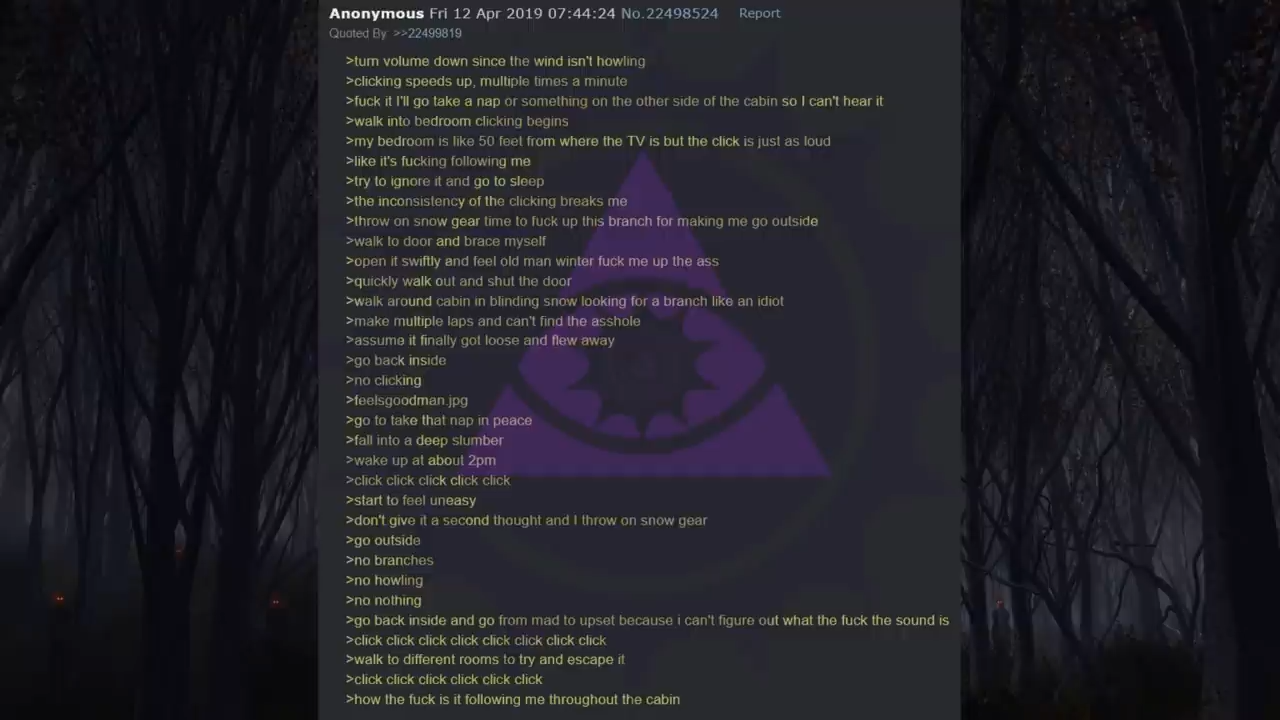 Anonymous Fri 12 Apr 2019 07:44:24 No.22498524 Report
Quoted By: >>22499819
>turn volume down since the wind isn't howling
>clicking speeds up, multiple times a minute
>fuck it I'll go take a nap or something on the other side of the cabin so I can't hear it
>walk into bedroom clicking begins
>my bedroom is like 50 feet from where the TV is but the click is just as loud
>like it's fucking following me
>try to ignore it and go to sleep
>the inconsistency of the clicking breaks me
>throw on snow gear time to fuck up this branch for making me go outside
>walk to door and brace myself
>open it swiftly and feel old man winter fuck me up the ass
>quickly walk out and shut the door
>walk around cabin in blinding snow looking for a branch like an idiot
>make multiple laps and can't find the asshole
>assume it finally got loose and flew away
>go back inside
>no clicking
>feelsgoodman.jpg
>go to take that nap in peace
>fall into a deep slumber
>wake up at about 2pm
>click click click click click
>start to feel uneasy
>don't give it a second thought and I throw on snow gear
>go outside
>no branches
>no howling
>no nothing
>go back inside and go from mad to upset because i can't figure out what the fuck the sound is
>click click click click click click click click
>walk to different rooms to try and escape it
>click click click click click click
>how the fuck is it following me throughout the cabin